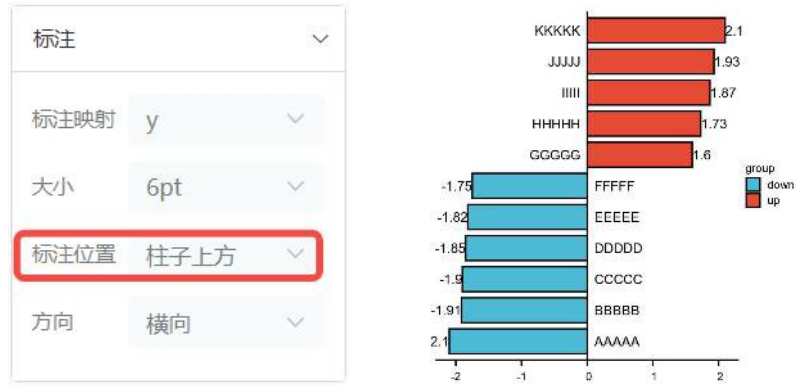 标注
标注映射 y
大小 6pt
标注位置 柱子上方
方向 横向
KKKKK 2.1
JJJJJ 1.93
IIIII 1.87
HHHHH 1.73
GGGGG 1.6
-1.75 FFFFF
-1.82 EEEEE
-1.85 DDDDD
-1.9 CCCCC
-1.91 BBBBB
2.1 AAAAA
-2 -1 0 1 2
group
down
up